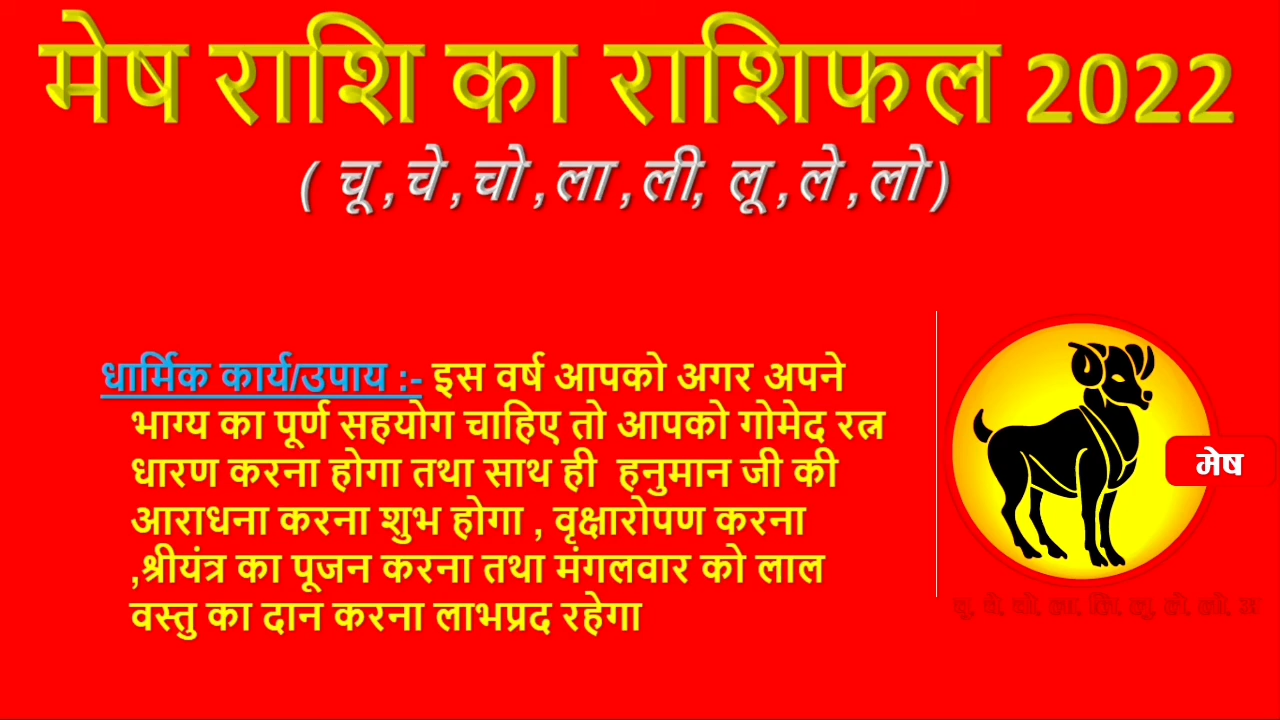 मेष राशि का राशिफल 2022
( चू ,चे ,चो ,ला ,ली, लू ,ले ,लो)
धार्मिक कार्य/उपाय :- इस वर्ष आपको अगर अपने
भाग्य का पूर्ण सहयोग चाहिए तो आपको गोमेद रत्न
धारण करना होगा तथा साथ ही हनुमान जी की
आराधना करना शुभ होगा , वृक्षारोपण करना
,श्रीयंत्र का पूजन करना तथा मंगलवार को लाल
वस्तु का दान करना लाभप्रद रहेगा
मेष